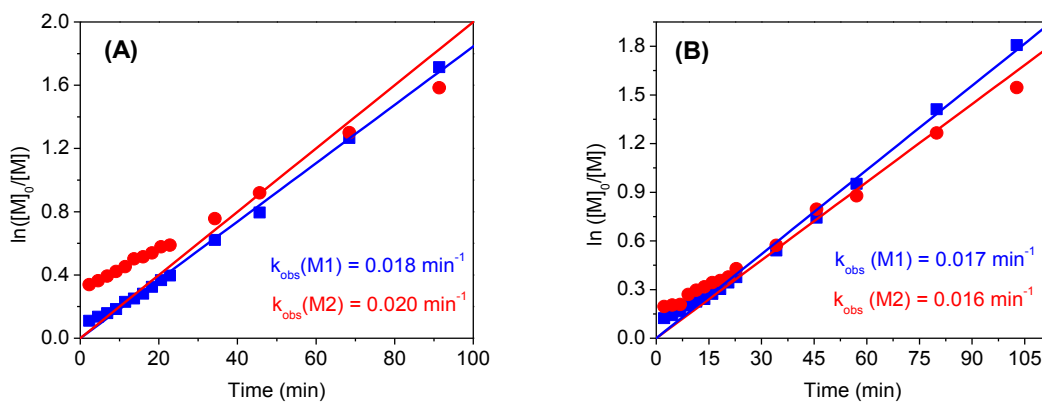 (A)
ln([M]0/[M])
2.0
1.6
1.2
0.8
0.4
0.0
kobs(M1) = 0.018 min-1
kobs(M2) = 0.020 min-1
0 20 40 60 80 100
Time (min)
(B)
ln ([M]0/[M])
1.8
1.5
1.2
0.9
0.6
0.3
0.0
kobs (M1) = 0.017 min-1
kobs (M2) = 0.016 min-1
0 15 30 45 60 75 90 105
Time (min)